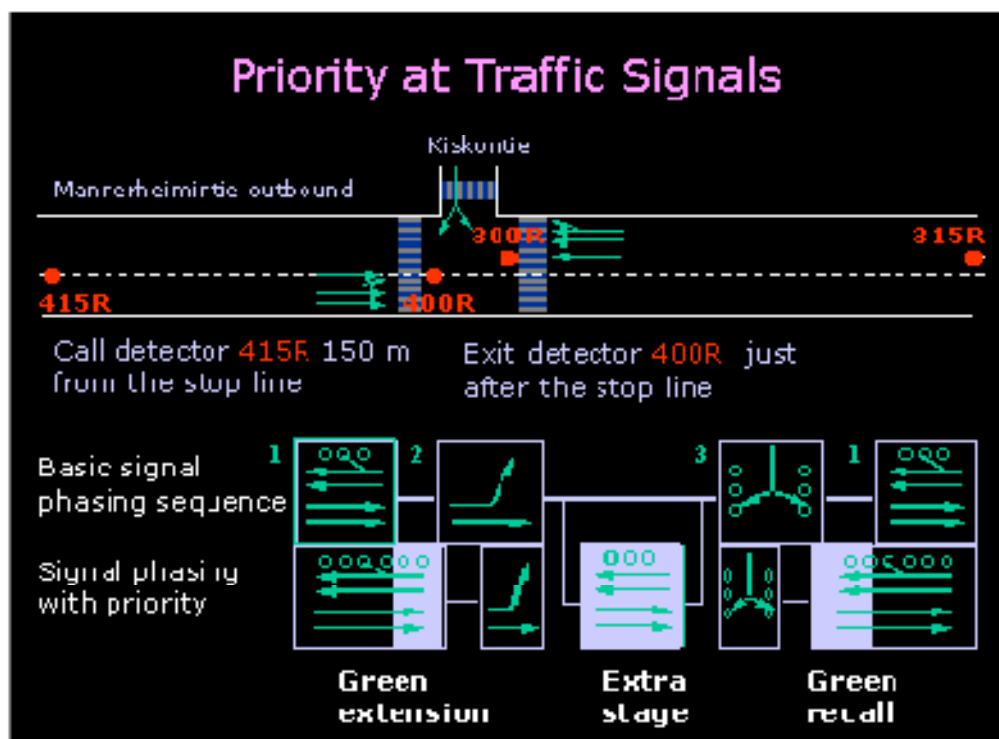 Priority at Traffic Signals
Kiskontie
Mannerheimintie outbound
300R
315R
415R
400R
Call detector 415R 150 m
from the stop line
Exit detector 400R just
after the stop line
Basic signal
phasing sequence
1
2
3
1
Signal phasing
with priority
Green
extension
Extra
stage
Green
recall